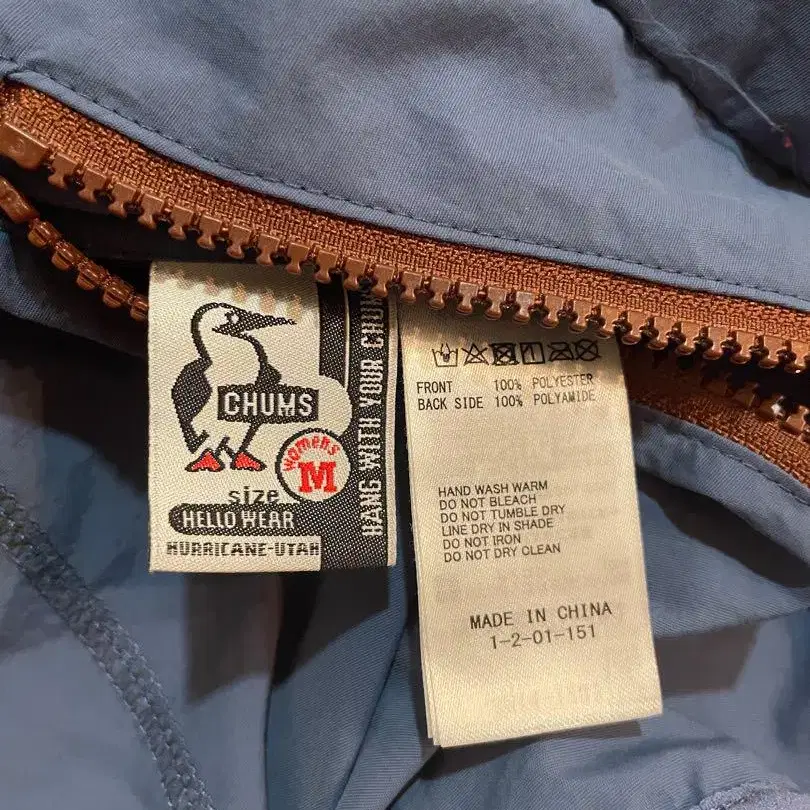 CHUMS
women's
M
size
HELLO WEAR
HURRICANE-UTAH
HANG WITH YOUR CHUM
FRONT 100% POLYESTER
BACK SIDE 100% POLYAMIDE
HAND WASH WARM
DO NOT BLEACH
DO NOT TUMBLE DRY
LINE DRY IN SHADE
DO NOT IRON
DO NOT DRY CLEAN
MADE IN CHINA
1-2-01-151